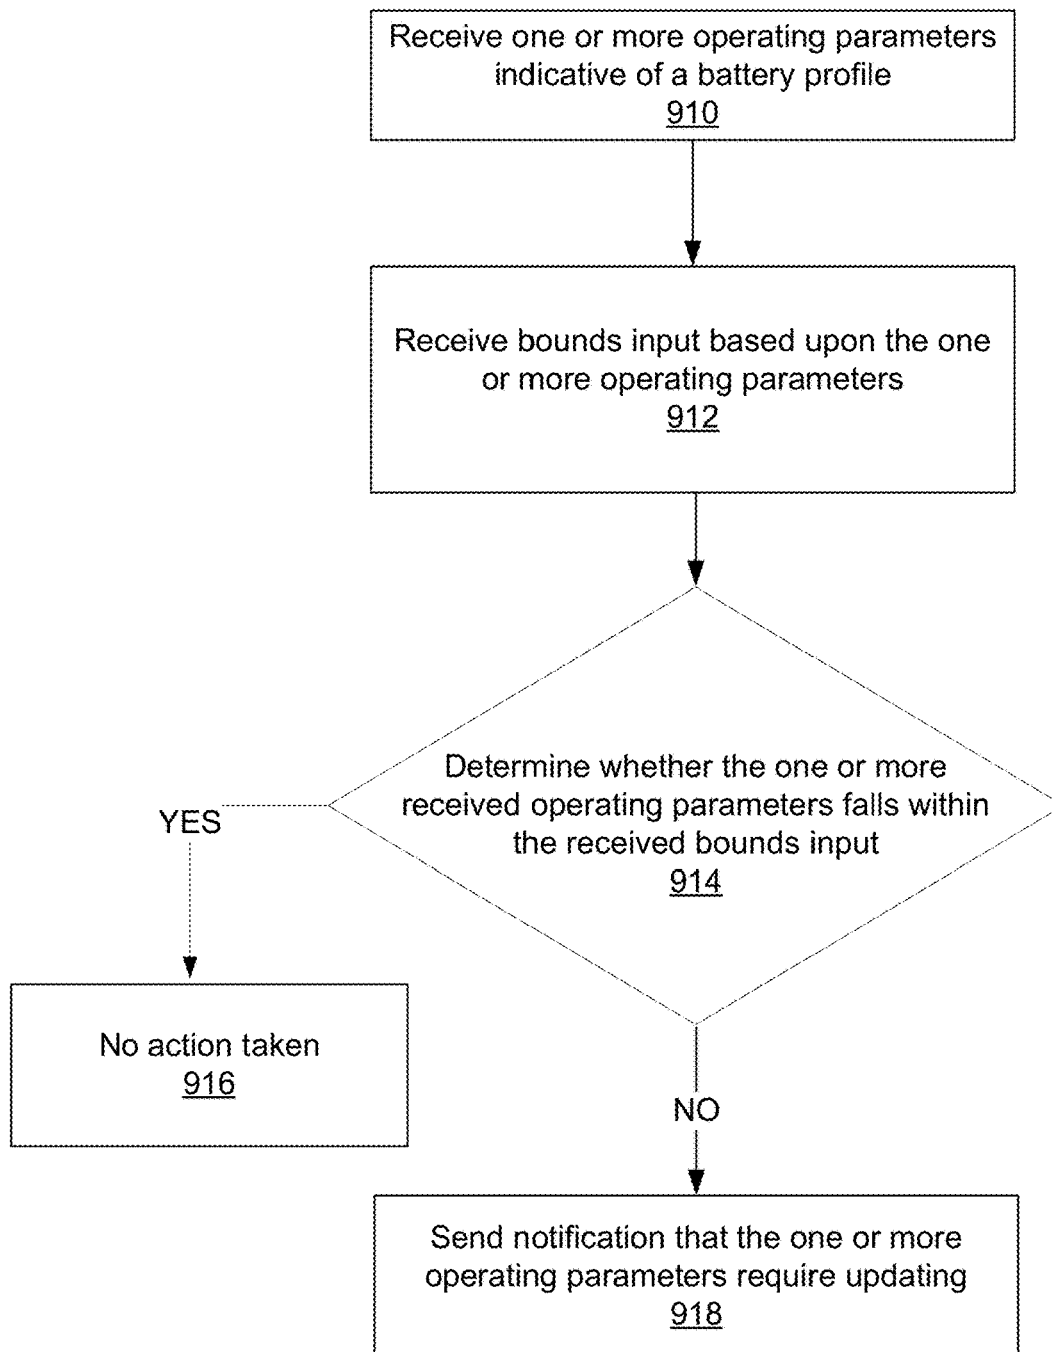 Receive one or more operating parameters
indicative of a battery profile
910
Receive bounds input based upon the one
or more operating parameters
912
Determine whether the one or more
received operating parameters falls within
the received bounds input
914
YES
No action taken
916
NO
Send notification that the one or more
operating parameters require updating
918